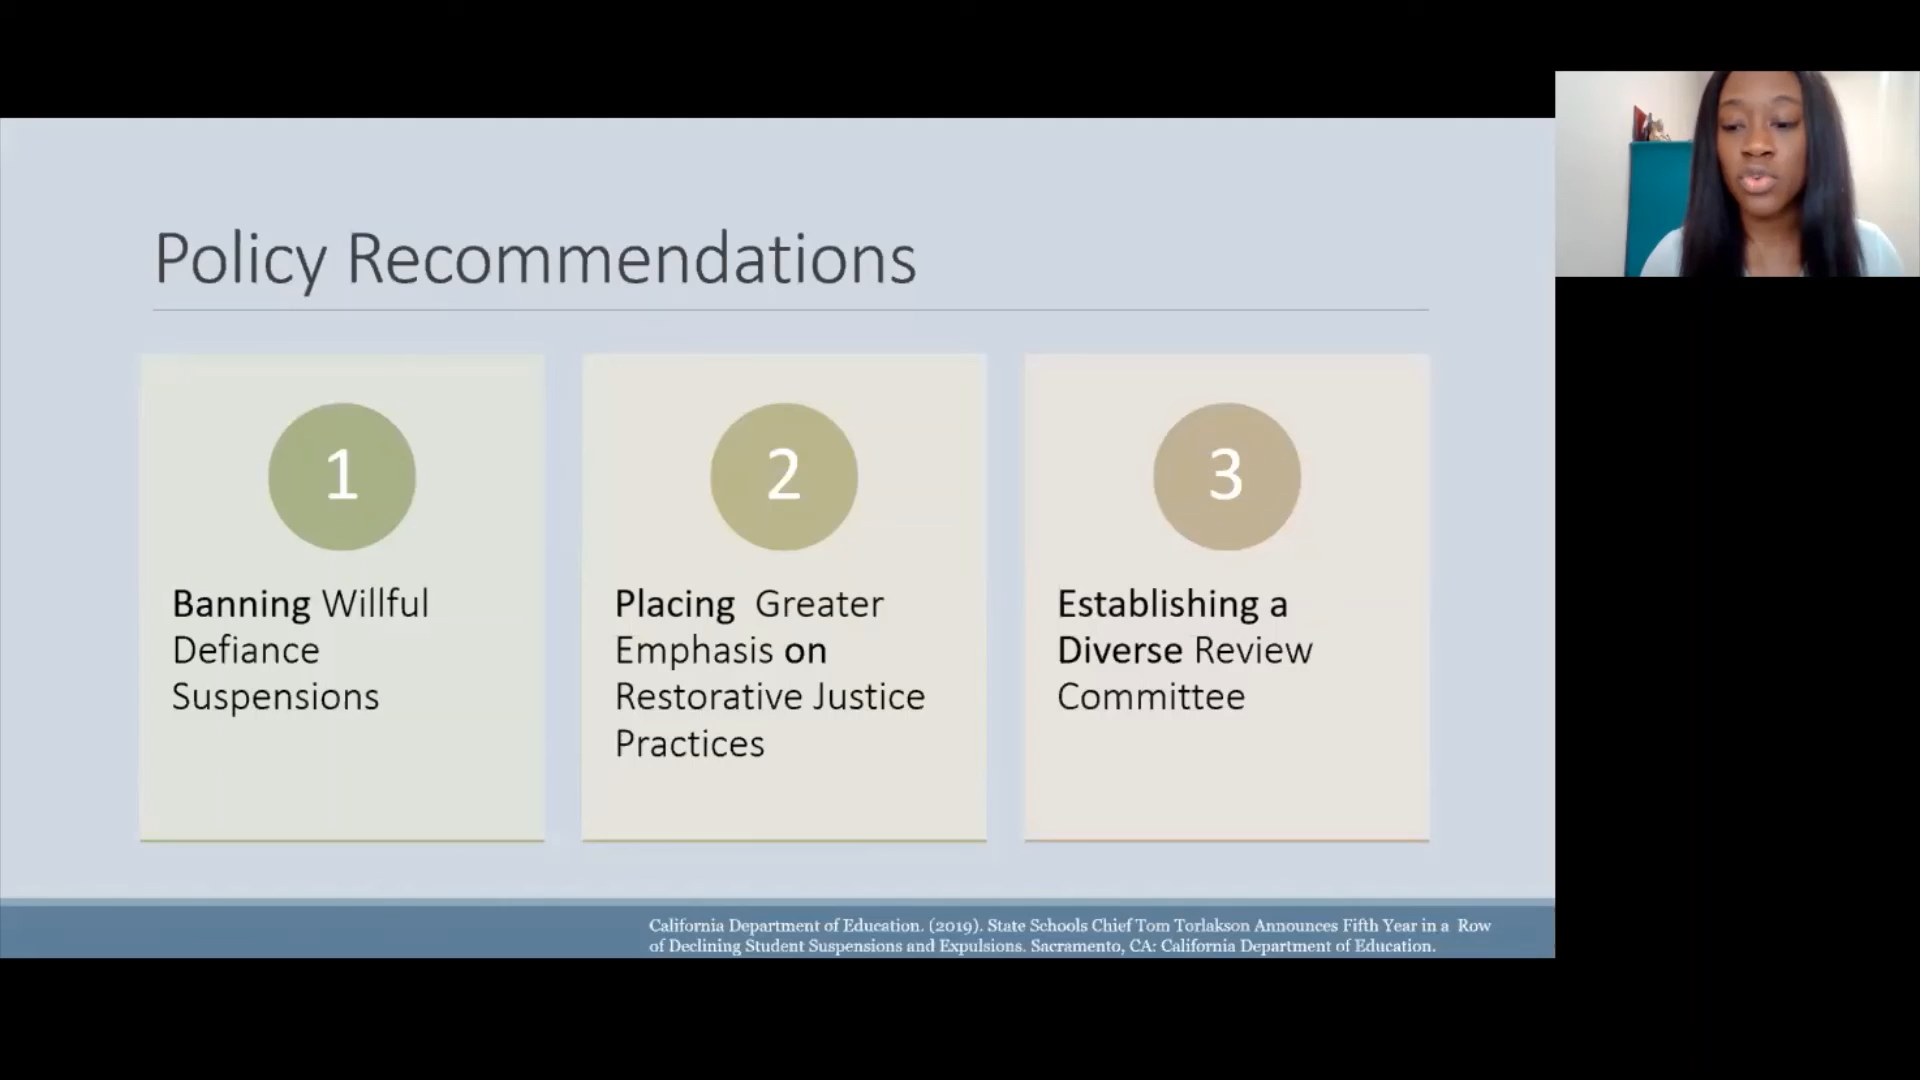 Policy Recommendations
1
Banning Willful
Defiance
Suspensions
2
Placing  Greater
Emphasis on
Restorative Justice
Practices
3
Establishing a
Diverse Review
Committee
California Department of Education. (2019). State Schools Chief Tom Torlakson Announces Fifth Year in a  Row
of Declining Student Suspensions and Expulsions. Sacramento, CA: California Department of Education.